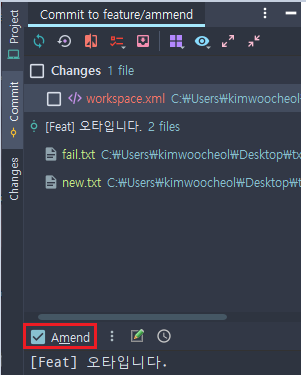 Commit to feature/ammend
Project
Commit
Changes
Changes 1 file
workspace.xml C:₩Users₩kimwoocheol
[Feat] 오타입니다. 2 files
fail.txt C:₩Users₩kimwoocheol₩Desktop₩t
new.txt C:₩Users₩kimwoocheol₩Desktop₩t
Amend
[Feat] 오타입니다.